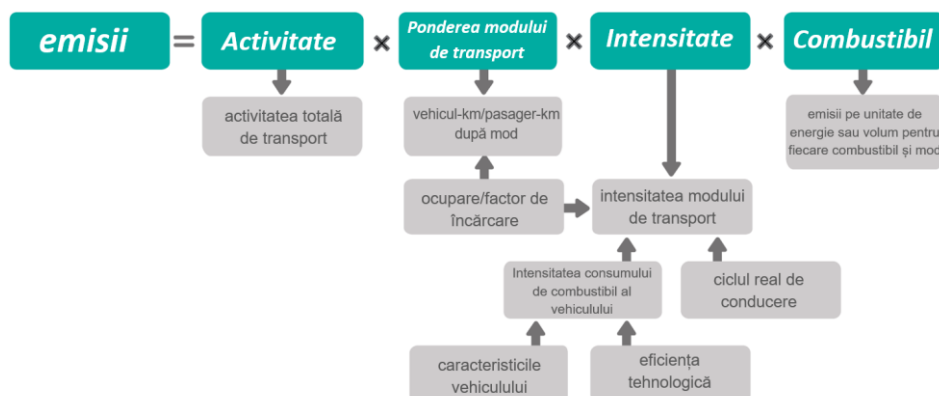 emisii = Activitate × Ponderea modului × Intensitate × Combustibil
de transport
activitatea totală
de transport
vehicul-km/pasager-km
după mod
emisii pe unitate de
energie sau volum pentru
fiecare combustibil și mod
ocupare/factor de
încărcare
intensitatea modului
de transport
Intensitatea consumului
de combustibil al
vehiculului
ciclul real de
conducere
caracteristicile
vehiculului
eficiența
tehnologică